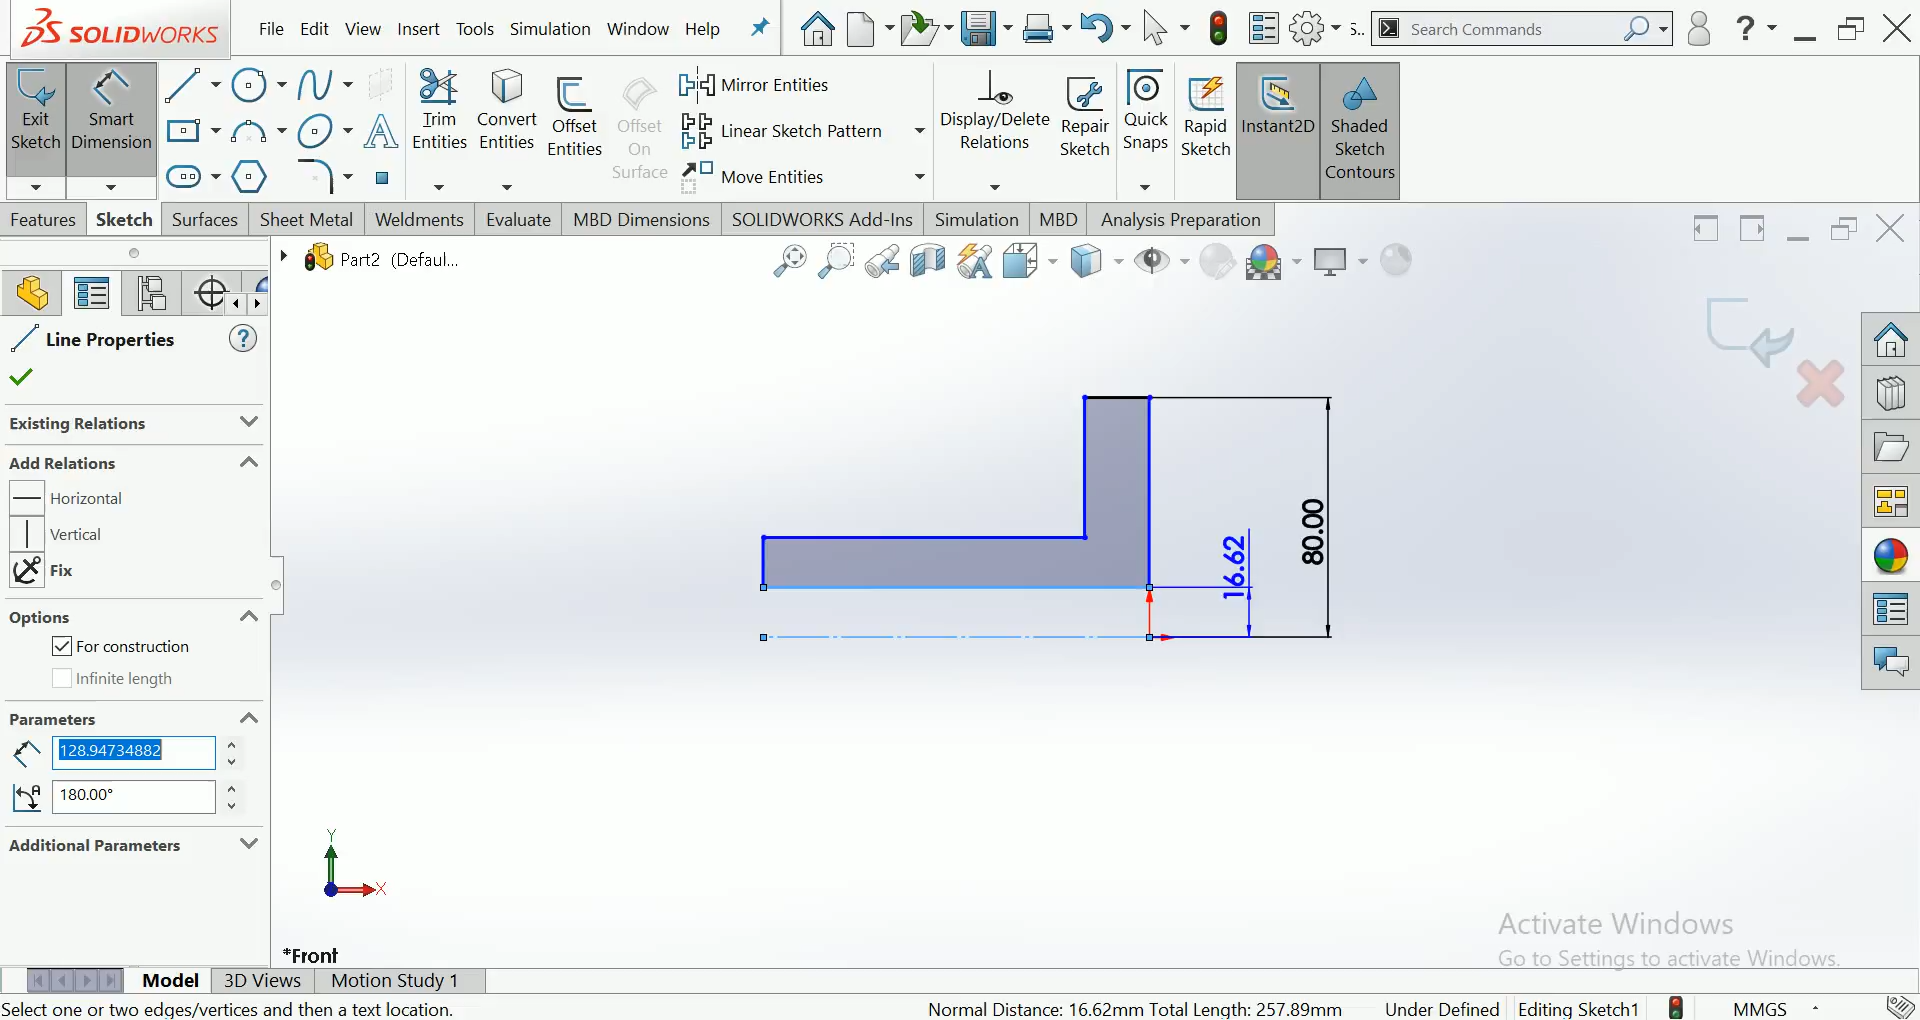 SOLIDWORKS File Edit View Insert Tools Simulation Window Help S.. Search Commands ?
Exit Sketch
Smart Dimension
Trim Entities
Convert Entities
Offset Entities
Offset On Surface
Mirror Entities
Linear Sketch Pattern
Move Entities
Display/Delete Relations
Repair Sketch
Quick Snaps
Rapid Sketch
Instant2D
Shaded Sketch Contours
Features Sketch Surfaces Sheet Metal Weldments Evaluate MBD Dimensions SOLIDWORKS Add-Ins Simulation MBD Analysis Preparation
Part2 (Defaul...
Line Properties ?
Existing Relations
Add Relations
Horizontal
Vertical
Fix
Options
For construction
Infinite length
Parameters
128.94734882
180.00°
Additional Parameters
16.62
80.00
Y
X
*Front
Activate Windows
Go to Settings to activate Windows.
Model 3D Views Motion Study 1
Select one or two edges/vertices and then a text location. Normal Distance: 16.62mm Total Length: 257.89mm Under Defined Editing Sketch1 MMGS